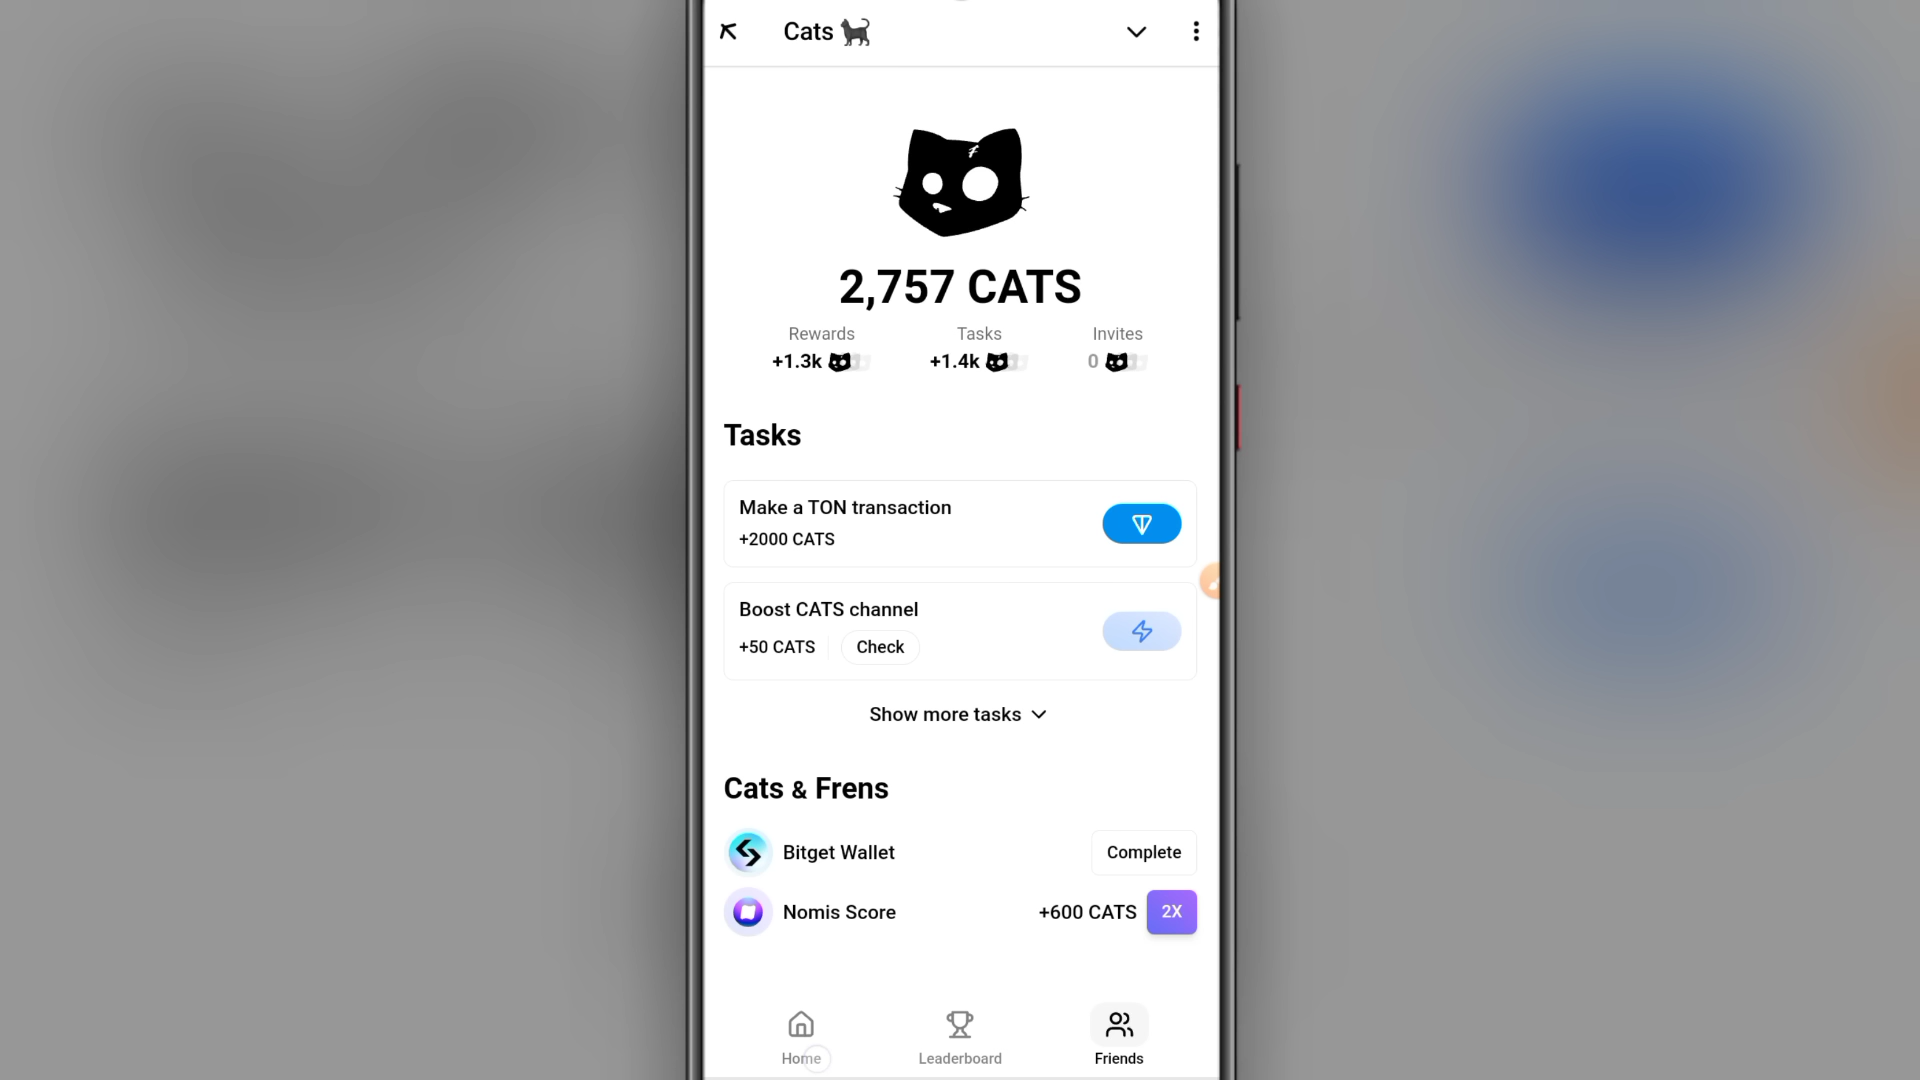 Cats 🐈‍⬛
2,757 CATS
Rewards Tasks Invites
+1.3k +1.4k 0
Tasks
Make a TON transaction
+2000 CATS
Boost CATS channel
+50 CATS Check
Show more tasks
Cats & Frens
Bitget Wallet Complete
Nomis Score +600 CATS 2X
Home Leaderboard Friends